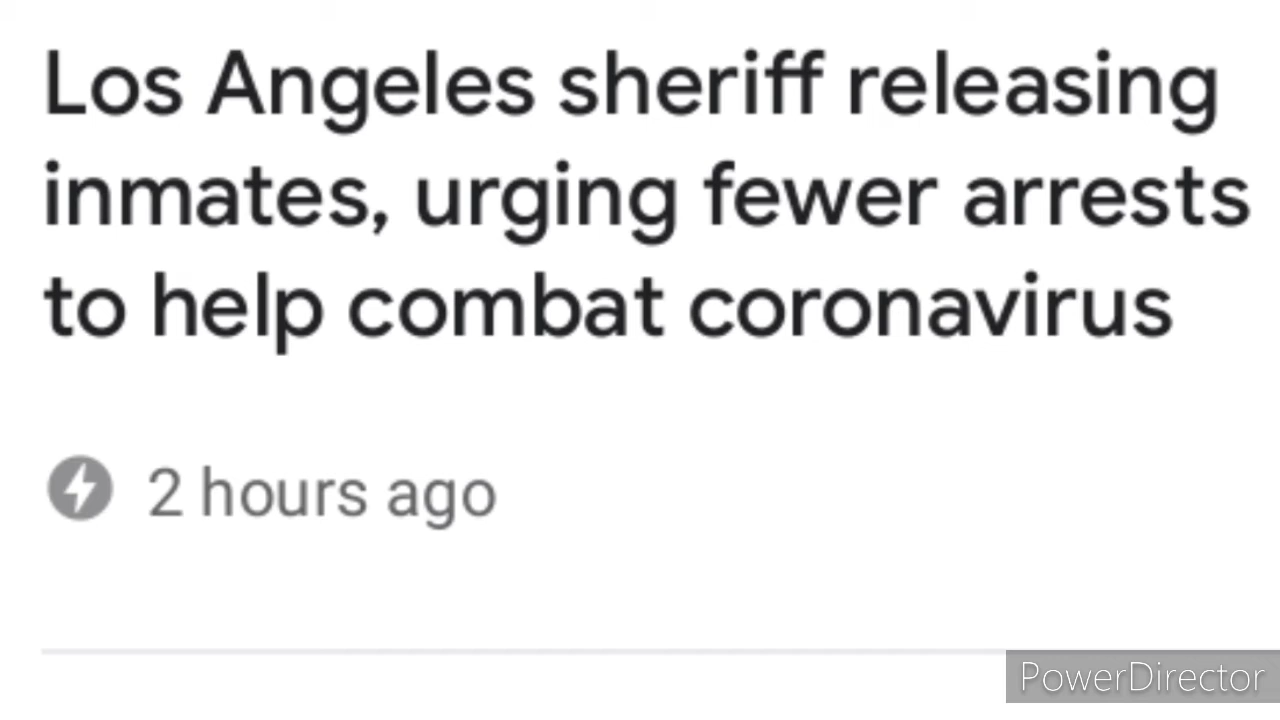 Los Angeles sheriff releasing
inmates, urging fewer arrests
to help combat coronavirus
2 hours ago
PowerDirector